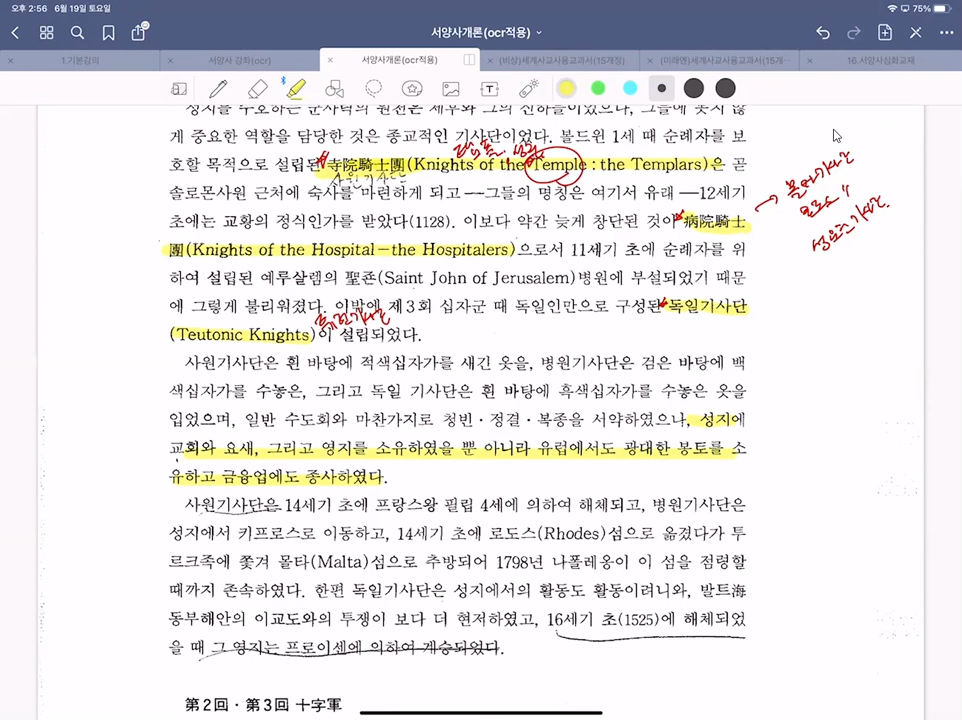 오후 2:56 6월 19일 토요일
75%
서양사개론(ocr적용)
1.기본강의
서양사 강좌(ocr)
서양사개론(ocr적용)
(비상)세계사교사용교과서(15개정)
(미래엔)세계사교사용교과서(15개…
16.서양사심화교재
게 중요한 역할을 담당한 것은 종교적인 기사단이었다. 볼드윈 1세 때 순례자를 보
호할 목적으로 설립된 寺院騎士團(Knights of the Temple : the Templars)은 곧
사원기사단
솔로몬사원 근처에 숙사를 마련하게 되고——그들의 명칭은 여기서 유래 —12세기
초에는 교황의 정식인가를 받았다(1128). 이보다 약간 늦게 창단된 것이 病院騎士
→ 몰타기사단
로도스 〃
성요한기사단
團(Knights of the Hospital—the Hospitalers)으로서 11세기 초에 순례자를 위
하여 설립된 예루살렘의 聖죤(Saint John of Jerusalem)병원에 부설되었기 때문
에 그렇게 불리워졌다. 이밖에 제3회 십자군 때 독일인만으로 구성된 독일기사단
튜턴기사단
(Teutonic Knights)이 설립되었다.
사원기사단은 흰 바탕에 적색십자가를 새긴 옷을, 병원기사단은 검은 바탕에 백
색십자가를 수놓은, 그리고 독일 기사단은 흰 바탕에 흑색십자가를 수놓은 옷을
입었으며, 일반 수도회와 마찬가지로 청빈·정결·복종을 서약하였으나, 성지에
교회와 요새, 그리고 영지를 소유하였을 뿐 아니라 유럽에서도 광대한 봉토를 소
유하고 금융업에도 종사하였다.
사원기사단은 14세기 초에 프랑스왕 필립 4세에 의하여 해체되고, 병원기사단은
성지에서 키프로스로 이동하고, 14세기 초에 로도스(Rhodes)섬으로 옮겼다가 투
르크족에 쫓겨 몰타(Malta)섬으로 추방되어 1798년 나폴레옹이 이 섬을 점령할
때까지 존속하였다. 한편 독일기사단은 성지에서의 활동도 활동이려니와, 발트海
동부해안의 이교도와의 투쟁이 보다 더 현저하였고, 16세기 초(1525)에 해체되었
을 때 그 영지는 프로이센에 의하여 계승되었다.
第2回·第3回 十字軍